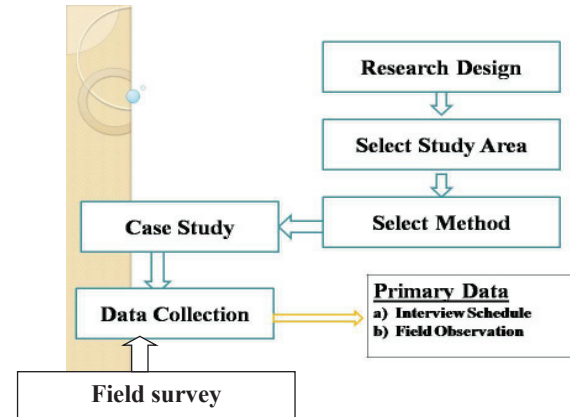 Research Design
Select Study Area
Select Method
Case Study
Data Collection
Primary Data
a) Interview Schedule
b) Field Observation
Field survey